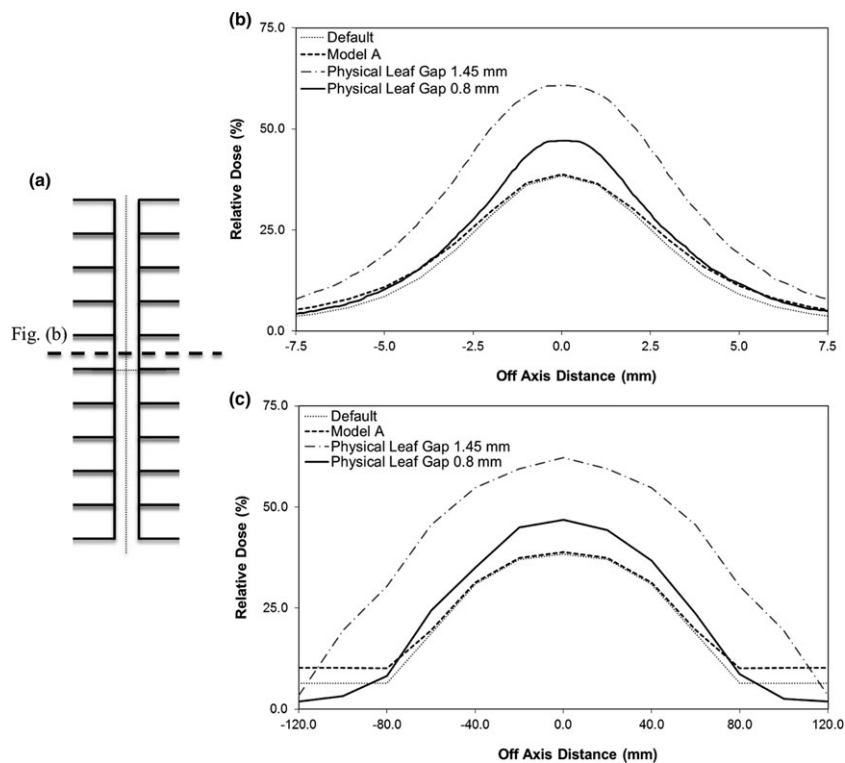 (a)
Fig. (b)
(b)
Default
Model A
Physical Leaf Gap 1.45 mm
Physical Leaf Gap 0.8 mm
75.0
50.0
25.0
0.0
Relative Dose (%)
-7.5 -5.0 -2.5 0.0 2.5 5.0 7.5
Off Axis Distance (mm)
(c)
Default
Model A
Physical Leaf Gap 1.45 mm
Physical Leaf Gap 0.8 mm
75.0
50.0
25.0
0.0
Relative Dose (%)
-120.0 -80.0 -40.0 0.0 40.0 80.0 120.0
Off Axis Distance (mm)